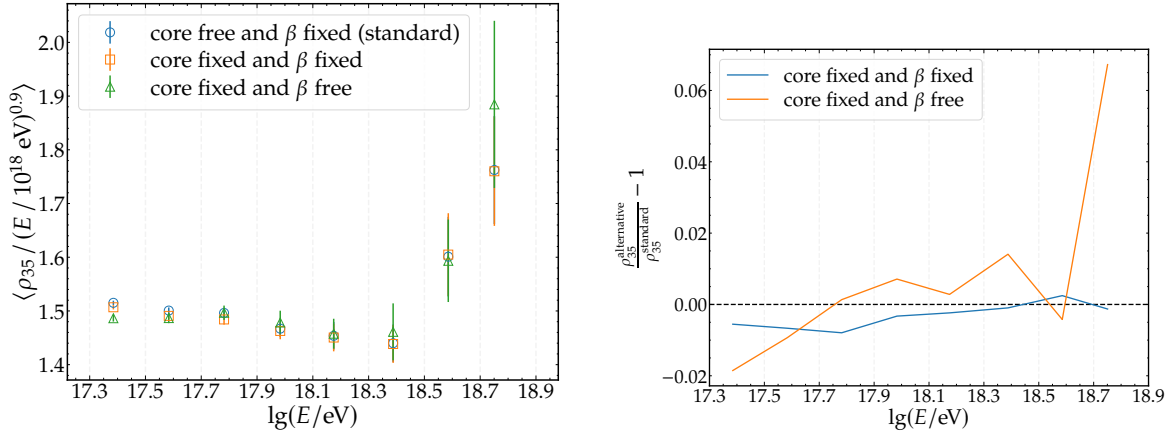 core free and β fixed (standard)
core fixed and β fixed
core fixed and β free
⟨ρ35 / (E / 10^18 eV)^0.9⟩
2.0
1.9
1.8
1.7
1.6
1.5
1.4
17.3 17.5 17.7 17.9 18.1 18.3 18.5 18.7 18.9
lg(E/eV)
core fixed and β fixed
core fixed and β free
ρ35^alternative / ρ35^standard − 1
0.06
0.04
0.02
0.00
−0.02
17.3 17.5 17.7 17.9 18.1 18.3 18.5 18.7 18.9
lg(E/eV)